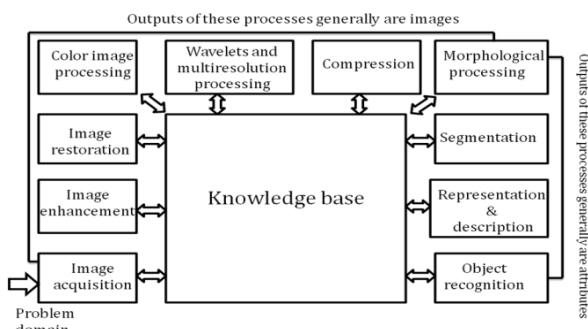 Outputs of these processes generally are images
Color image
processing
Wavelets and
multiresolution
processing
Compression
Morphological
processing
Image
restoration
Segmentation
Image
enhancement
Knowledge base
Representation
&
description
Image
acquisition
Object
recognition
Problem
domain
Outputs of these processes generally are attributes